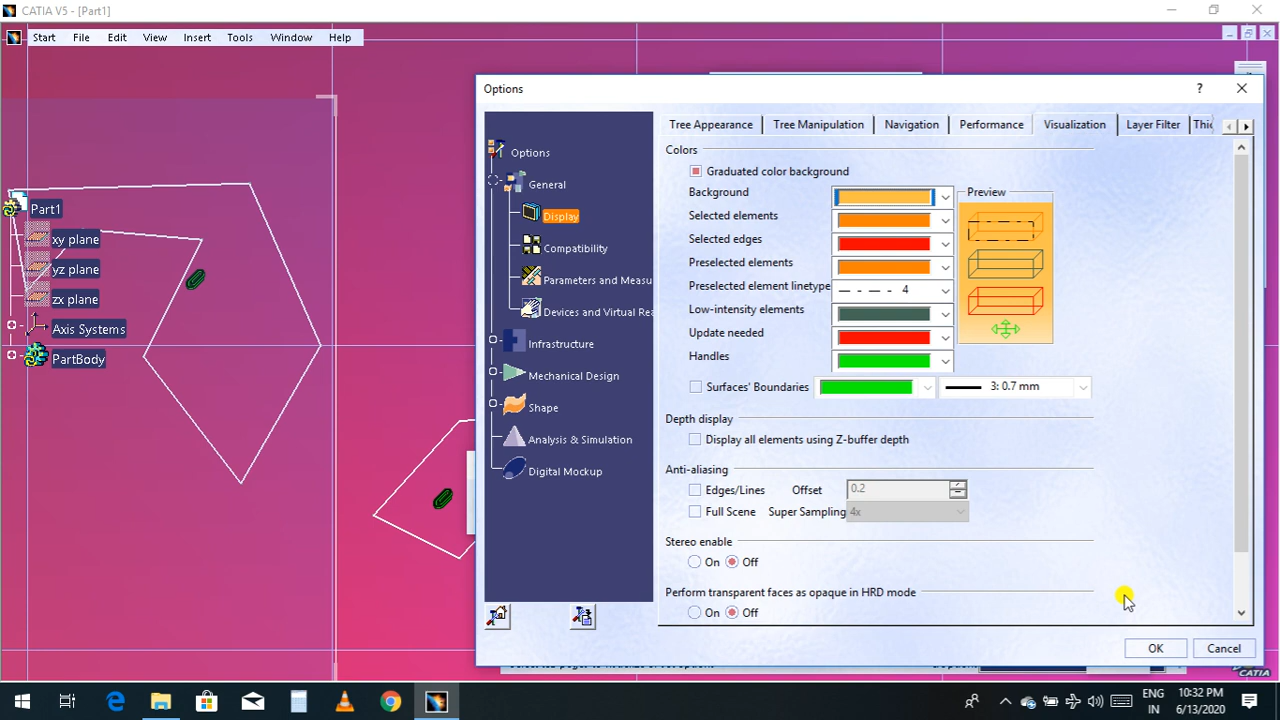 CATIA V5 - [Part1]
Start File Edit View Insert Tools Window Help
Part1
xy plane
yz plane
zx plane
Axis Systems
PartBody
Options
Options
General
Display
Compatibility
Parameters and Measu
Devices and Virtual Rea
Infrastructure
Mechanical Design
Shape
Analysis & Simulation
Digital Mockup
Tree Appearance Tree Manipulation Navigation Performance Visualization Layer Filter Thic
Colors
Graduated color background
Background
Selected elements
Selected edges
Preselected elements
Preselected element linetype 4
Low-intensity elements
Update needed
Handles
Preview
Surfaces' Boundaries 3: 0.7 mm
Depth display
Display all elements using Z-buffer depth
Anti-aliasing
Edges/Lines Offset 0.2
Full Scene Super Sampling 4x
Stereo enable
On Off
Perform transparent faces as opaque in HRD mode
On Off
OK Cancel
CATIA
ENG
IN
10:32 PM
6/13/2020